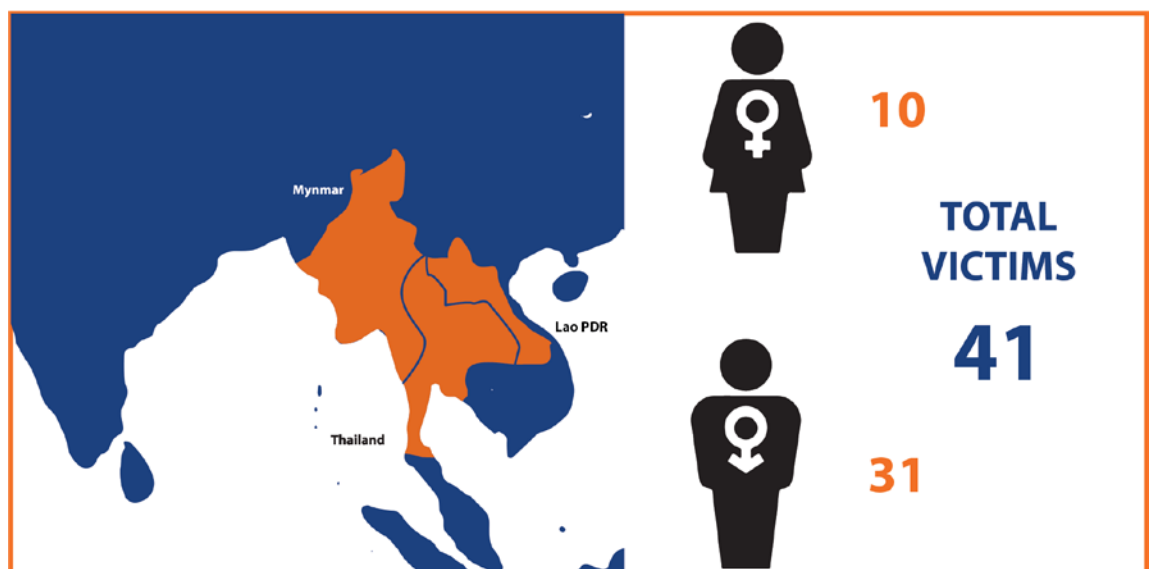 Mynmar
Lao PDR
Thailand
10
TOTAL
VICTIMS
41
31